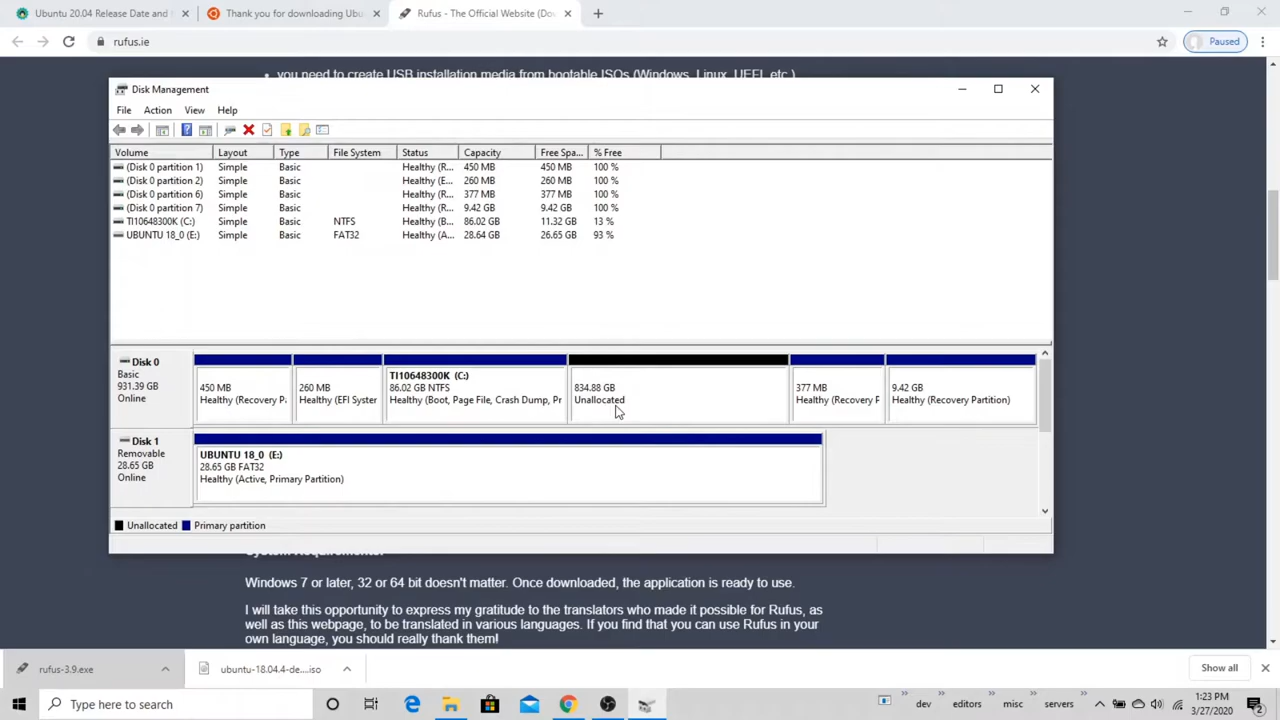 Ubuntu 20.04 Release Date and
Thank you for downloading Ubu
Rufus - The Official Website (Do
rufus.ie
Paused
you need to create USB installation media from bootable ISOs (Windows, Linux, UEFI, etc.)
Disk Management
File Action View Help
Volume Layout Type File System Status Capacity Free Spa... % Free
(Disk 0 partition 1) Simple Basic Healthy (R... 450 MB 450 MB 100 %
(Disk 0 partition 2) Simple Basic Healthy (E... 260 MB 260 MB 100 %
(Disk 0 partition 6) Simple Basic Healthy (R... 377 MB 377 MB 100 %
(Disk 0 partition 7) Simple Basic Healthy (R... 9.42 GB 9.42 GB 100 %
TI10648300K (C:) Simple Basic NTFS Healthy (B... 86.02 GB 11.32 GB 13 %
UBUNTU 18_0 (E:) Simple Basic FAT32 Healthy (A... 28.64 GB 26.65 GB 93 %
Disk 0
Basic
931.39 GB
Online
450 MB
Healthy (Recovery P
260 MB
Healthy (EFI Syster
TI10648300K (C:)
86.02 GB NTFS
Healthy (Boot, Page File, Crash Dump, Pr
834.88 GB
Unallocated
377 MB
Healthy (Recovery F
9.42 GB
Healthy (Recovery Partition)
Disk 1
Removable
28.65 GB
Online
UBUNTU 18_0 (E:)
28.65 GB FAT32
Healthy (Active, Primary Partition)
Unallocated Primary partition
System Requirements:
Windows 7 or later, 32 or 64 bit doesn't matter. Once downloaded, the application is ready to use.
I will take this opportunity to express my gratitude to the translators who made it possible for Rufus, as
well as this webpage, to be translated in various languages. If you find that you can use Rufus in your
own language, you should really thank them!
rufus-3.9.exe
ubuntu-18.04.4-de....iso
Show all
Type here to search
dev
editors
misc
servers
1:23 PM
3/27/2020
2